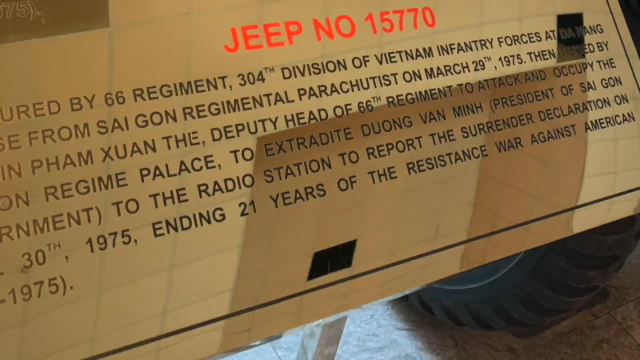 975).
JEEP NO 15770
URED BY 66 REGIMENT, 304TH DIVISION OF VIETNAM INFANTRY FORCES AT DA NANG
SE FROM SAI GON REGIMENTAL PARACHUTIST ON MARCH 29TH, 1975. THEN, BY
IN PHAM XUAN THE, DEPUTY HEAD OF 66TH REGIMENT TO ATTACK AND OCCUPY THE
ON REGIME PALACE, TO EXTRADITE DUONG VAN MINH (PRESIDENT OF SAI GON
RNMENT) TO THE RADIO STATION TO REPORT THE SURRENDER DECLARATION ON
30TH, 1975, ENDING 21 YEARS OF THE RESISTANCE WAR AGAINST AMERICAN
-1975).